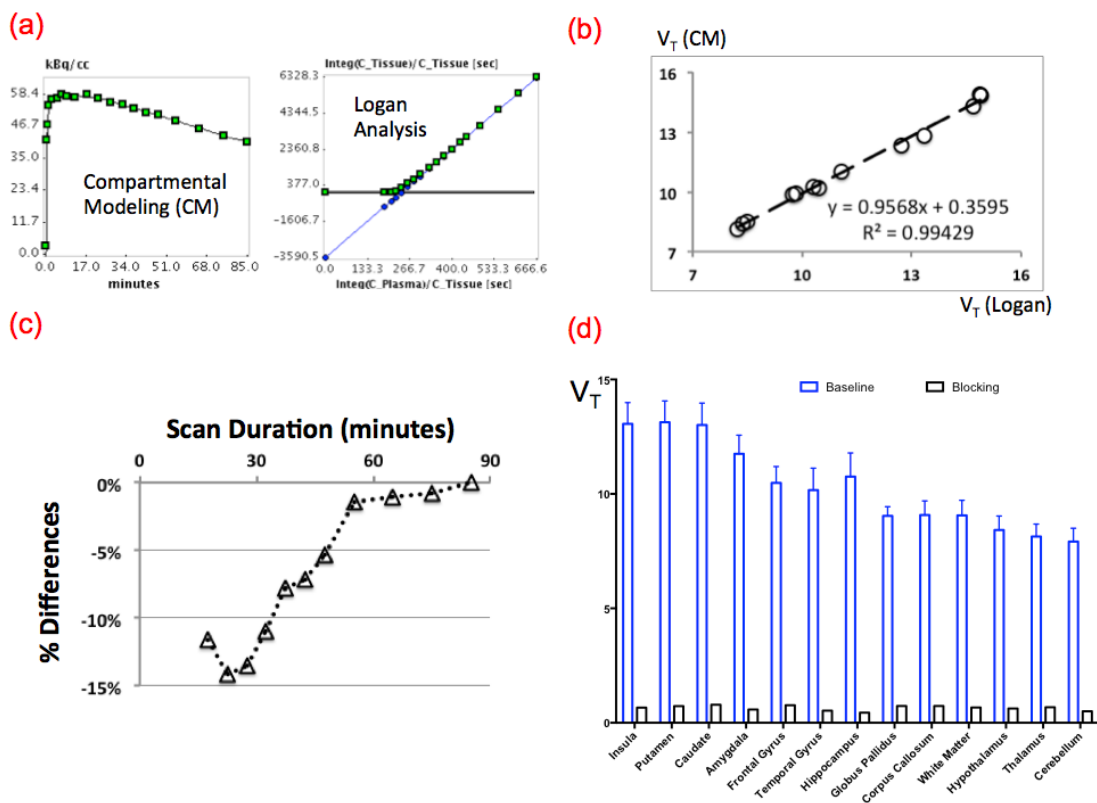 (a)
kBq/cc
58.4
46.7
35.0
23.4
11.7
0.0
Compartmental
Modeling (CM)
0.0 17.0 34.0 51.0 68.0 85.0
minutes
Integ(C_Tissue)/C_Tissue [sec]
6328.3
4344.5
2360.8
377.0
-1606.7
-3590.5
Logan
Analysis
0.0 133.3 266.7 400.0 533.3 666.6
Integ(C_Plasma)/C_Tissue [sec]
(b)
VT (CM)
16
13
10
7
y = 0.9568x + 0.3595
R² = 0.99429
7 10 13 16
VT (Logan)
(c)
Scan Duration (minutes)
0 30 60 90
0%
-5%
-10%
-15%
% Differences
(d)
VT
15
10
5
0
Baseline
Blocking
Insula
Putamen
Caudate
Amygdala
Frontal Gyrus
Temporal Gyrus
Hippocampus
Globus Pallidus
Corpus Callosum
White Matter
Hypothalamus
Thalamus
Cerebellum